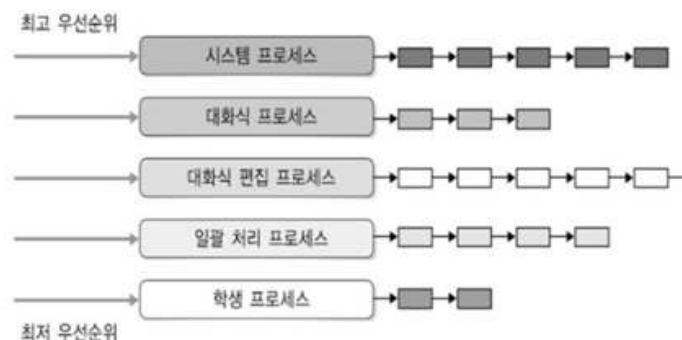 최고 우선순위
시스템 프로세스
대화식 프로세스
대화식 편집 프로세스
일괄 처리 프로세스
학생 프로세스
최저 우선순위